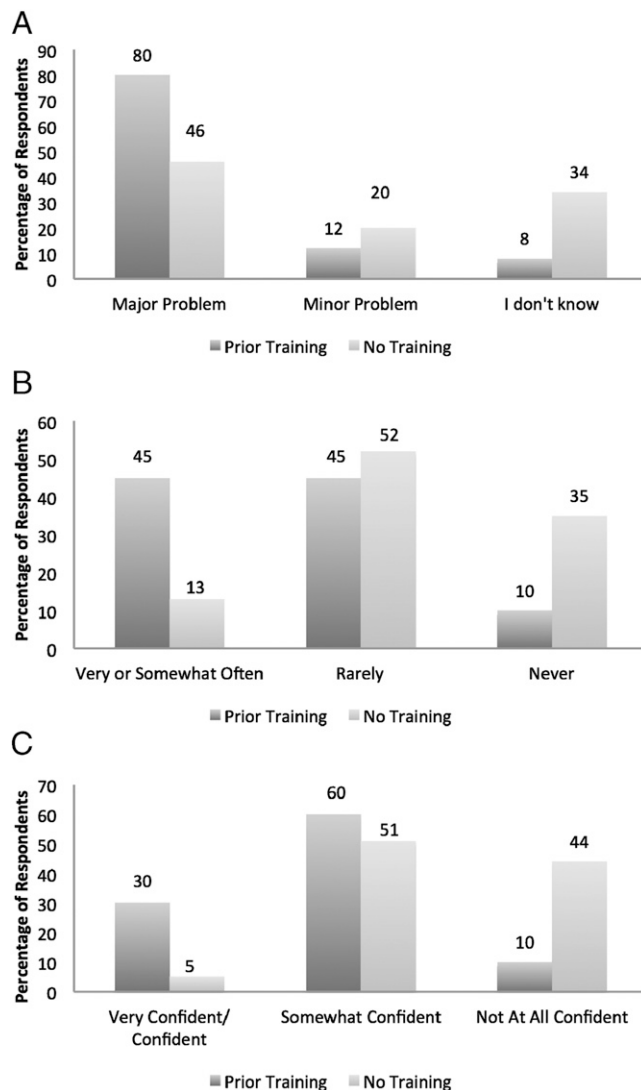 A
Percentage of Respondents
90
80
70
60
50
40
30
20
10
0
80
46
12
20
8
34
Major Problem
Minor Problem
I don't know
Prior Training
No Training
B
Percentage of Respondents
60
50
40
30
20
10
0
45
13
45
52
10
35
Very or Somewhat Often
Rarely
Never
Prior Training
No Training
C
Percentage of Respondents
70
60
50
40
30
20
10
0
30
5
60
51
10
44
Very Confident/
Confident
Somewhat Confident
Not At All Confident
Prior Training
No Training